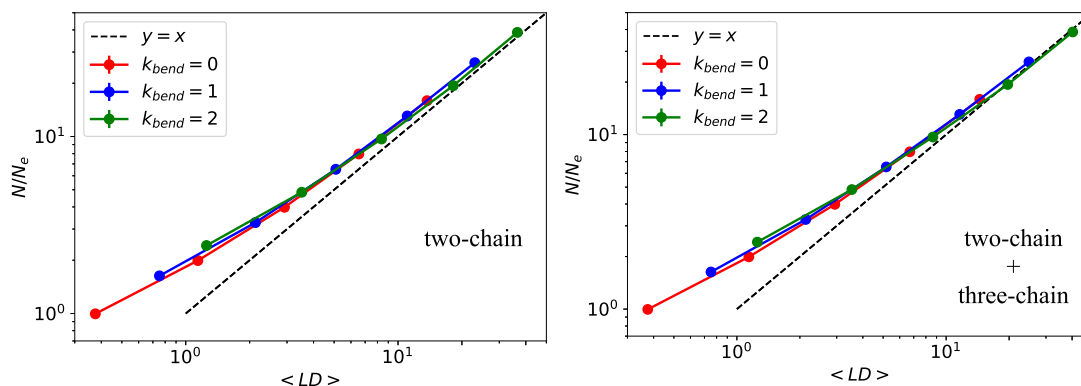 y = x
k_bend = 0
k_bend = 1
k_bend = 2
N/N_e
10^1
10^0
two-chain
10^0
10^1
< LD >
y = x
k_bend = 0
k_bend = 1
k_bend = 2
N/N_e
10^1
10^0
two-chain
+
three-chain
10^0
10^1
< LD >